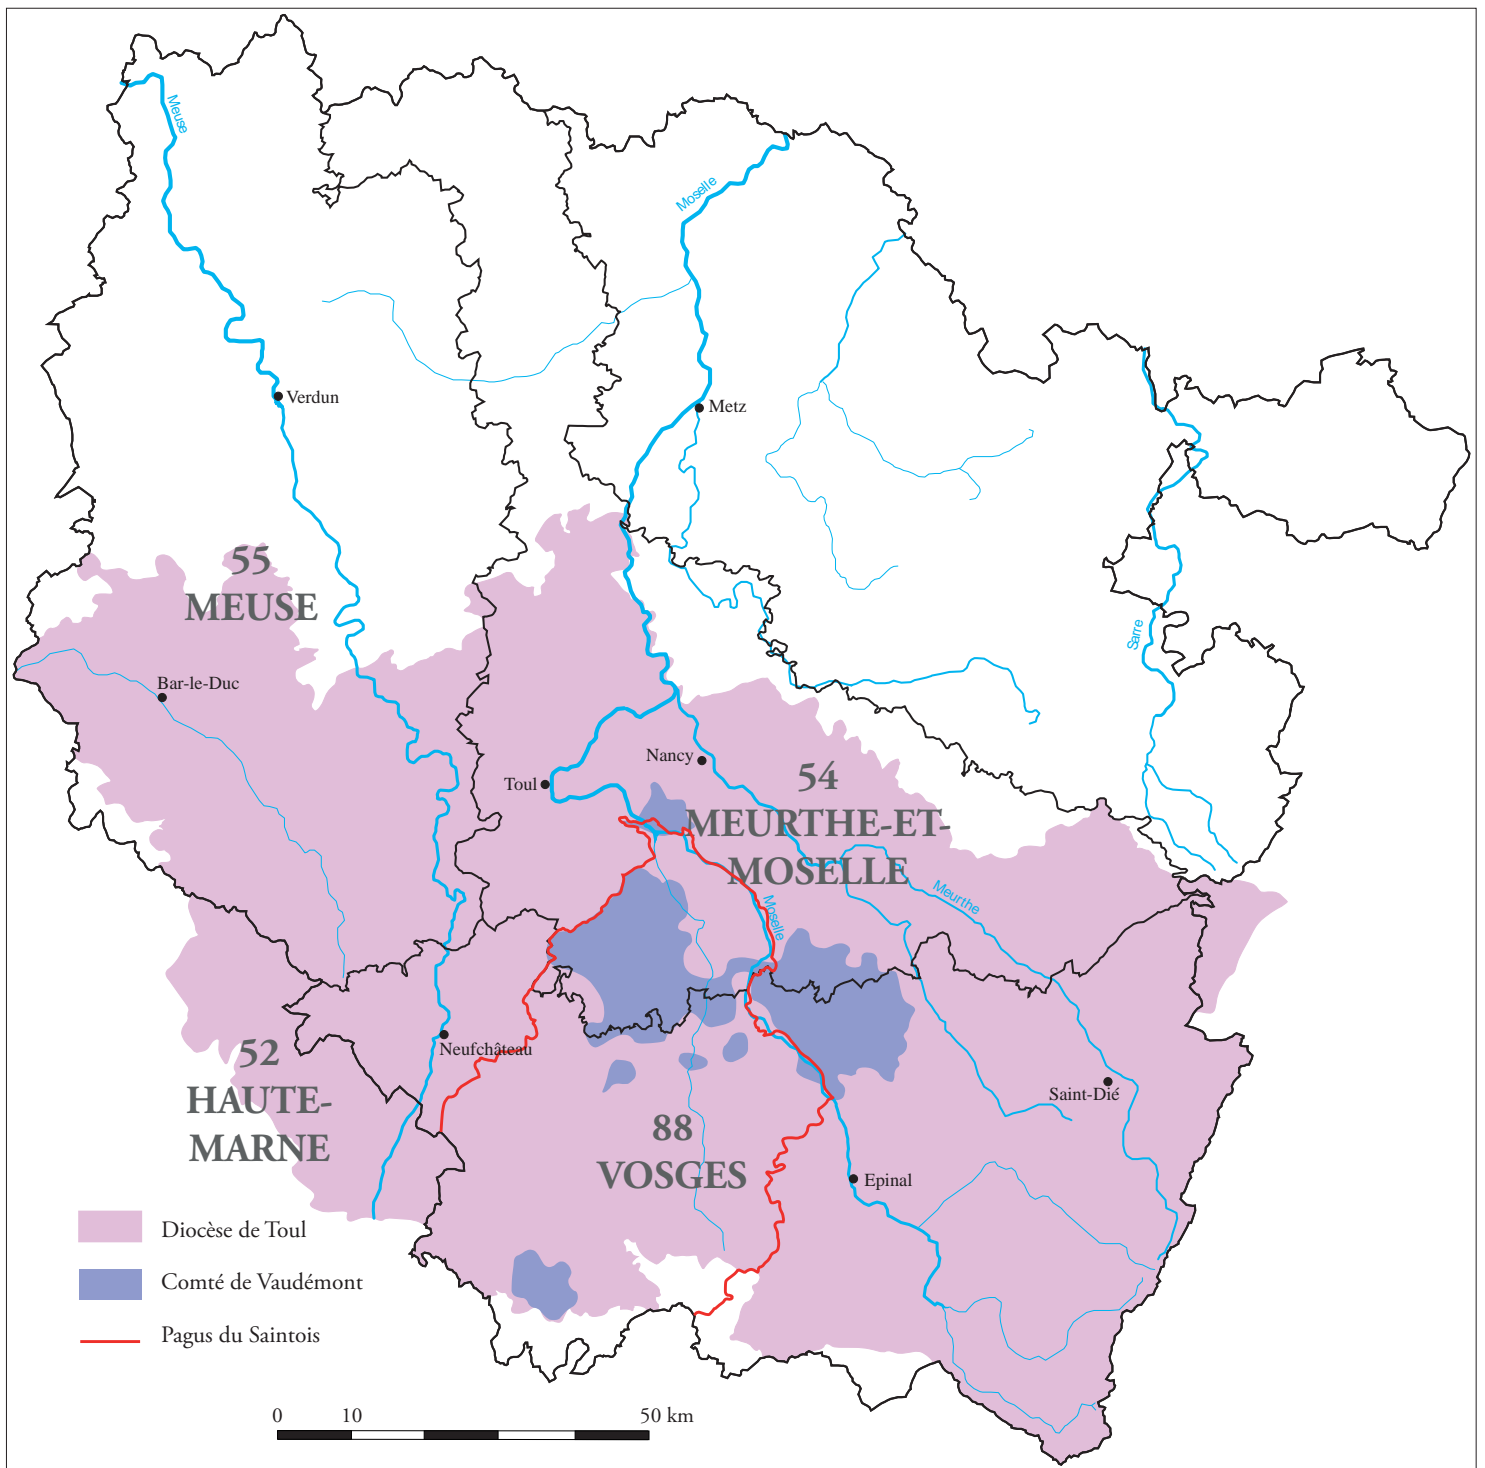 Meuse
Moselle
Verdun
Metz
55
MEUSE
Sarre
Bar-le-Duc
Nancy
Toul
54
MEURTHE-ET-
MOSELLE
Meurthe
Moselle
Neufchâteau
52
HAUTE-
MARNE
Saint-Dié
88
VOSGES
Epinal
Diocèse de Toul
Comté de Vaudémont
Pagus du Saintois
0 10 50 km